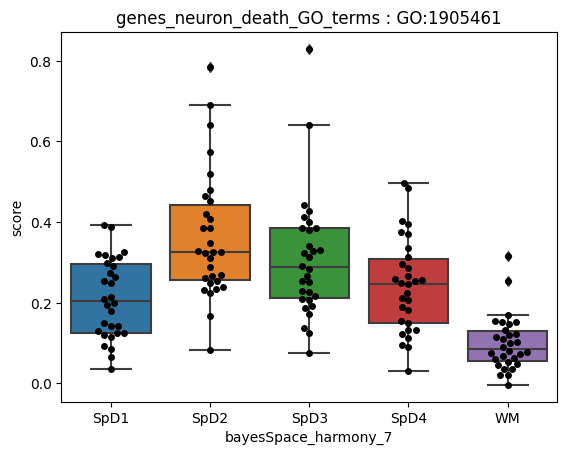 genes_neuron_death_GO_terms : GO:1905461
score
0.8
0.6
0.4
0.2
0.0
SpD1 SpD2 SpD3 SpD4 WM
bayesSpace_harmony_7